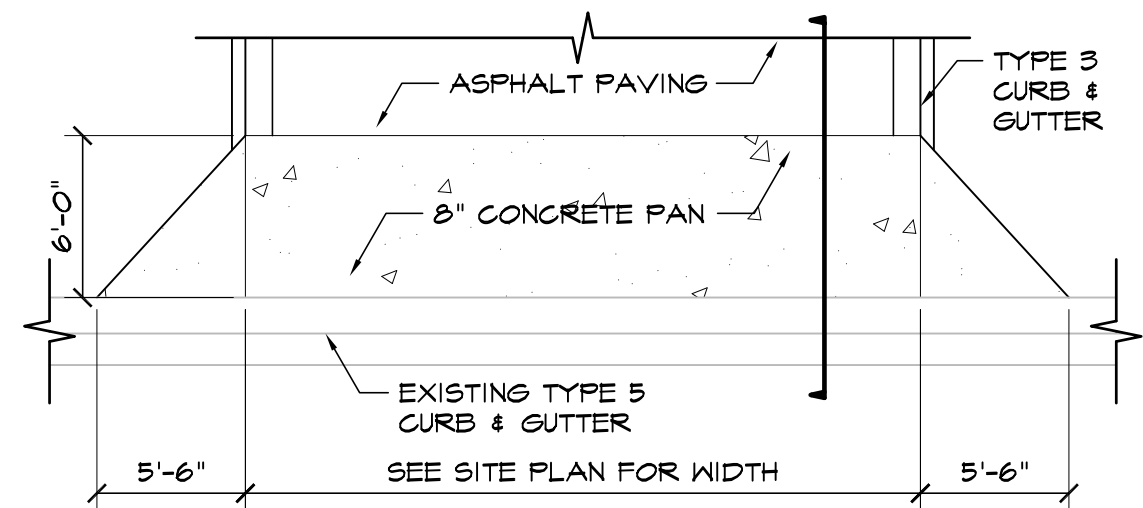 ASPHALT PAVING
TYPE 3
CURB &
GUTTER
6'-0"
8" CONCRETE PAN
EXISTING TYPE 5
CURB & GUTTER
5'-6"
SEE SITE PLAN FOR WIDTH
5'-6"